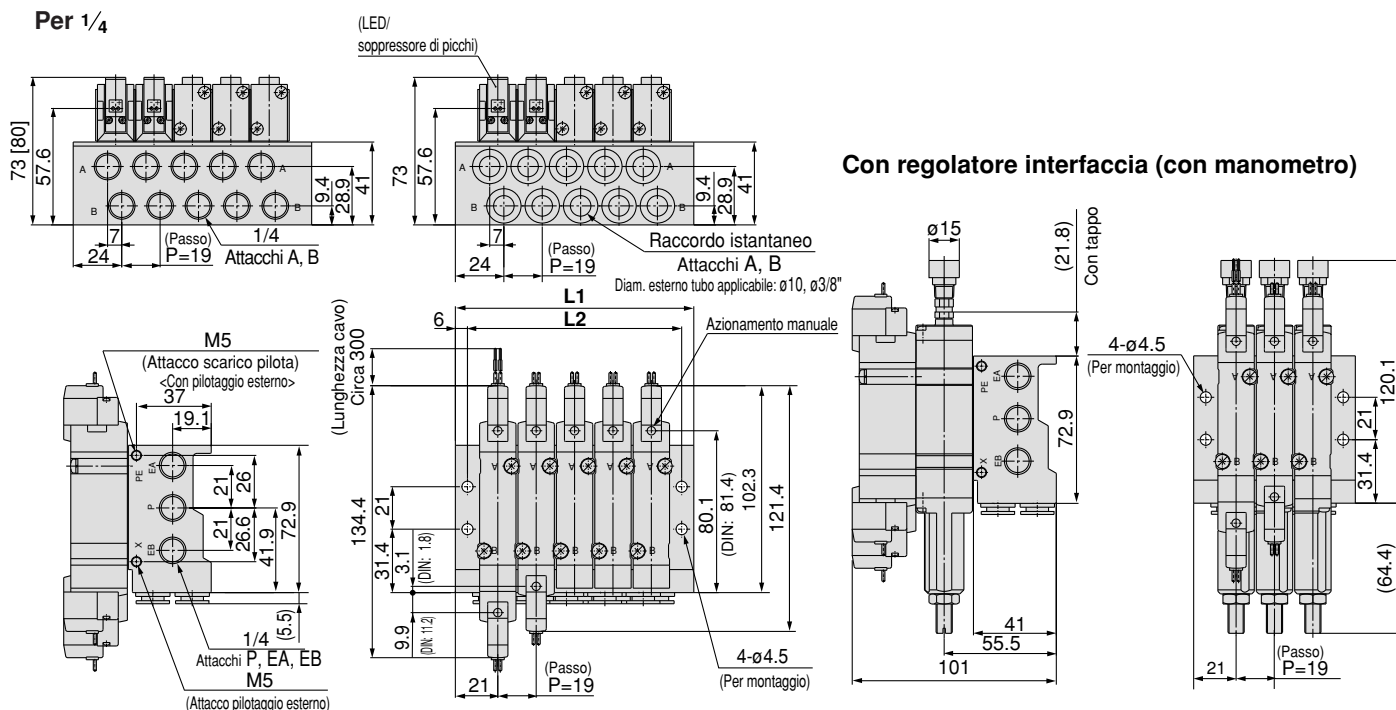 Per 1/4
(LED/
soppressore di picchi)
73 [80]
57.6
A
A
B
B
9.4
28.9
41
7
24
(Passo)
P=19
1/4
Attacchi A, B
73
57.6
A
A
B
B
9.4
28.9
41
7
24
(Passo)
P=19
Raccordo istantaneo
Attacchi A, B
Diam. esterno tubo applicabile: ø10, ø3/8"
Con regolatore interfaccia (con manometro)
M5
(Attacco scarico pilota)
<Con pilotaggio esterno>
37
19.1
PE
EA
P
X
EB
21
26
21
26.6
41.9
72.9
(5.5)
1/4
Attacchi P, EA, EB
M5
(Attacco pilotaggio esterno)
L1
6
L2
(Lunghezza cavo)
Circa 300
Azionamento manuale
134.4
21
31.4
3.1
(DIN: 1.8)
9.9
(DIN: 11.2)
A
A
A
A
A
B
B
B
B
B
80.1
(DIN: 81.4)
102.3
121.4
21
(Passo)
P=19
4-ø4.5
(Per montaggio)
ø15
(21.8)
Con tappo
PE
EA
P
X
EB
72.9
41
55.5
101
4-ø4.5
(Per montaggio)
A
A
A
B
B
B
120.1
21
31.4
(64.4)
21
(Passo)
P=19